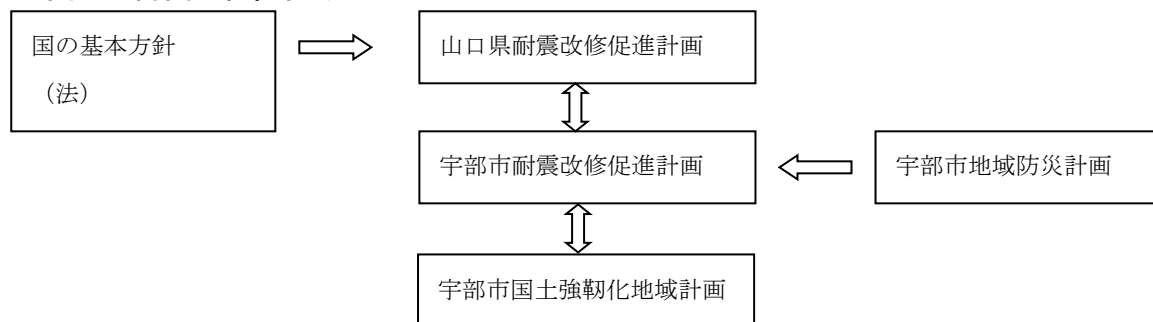 国の基本方針
（法）
山口県耐震改修促進計画
宇部市耐震改修促進計画
宇部市地域防災計画
宇部市国土強靭化地域計画